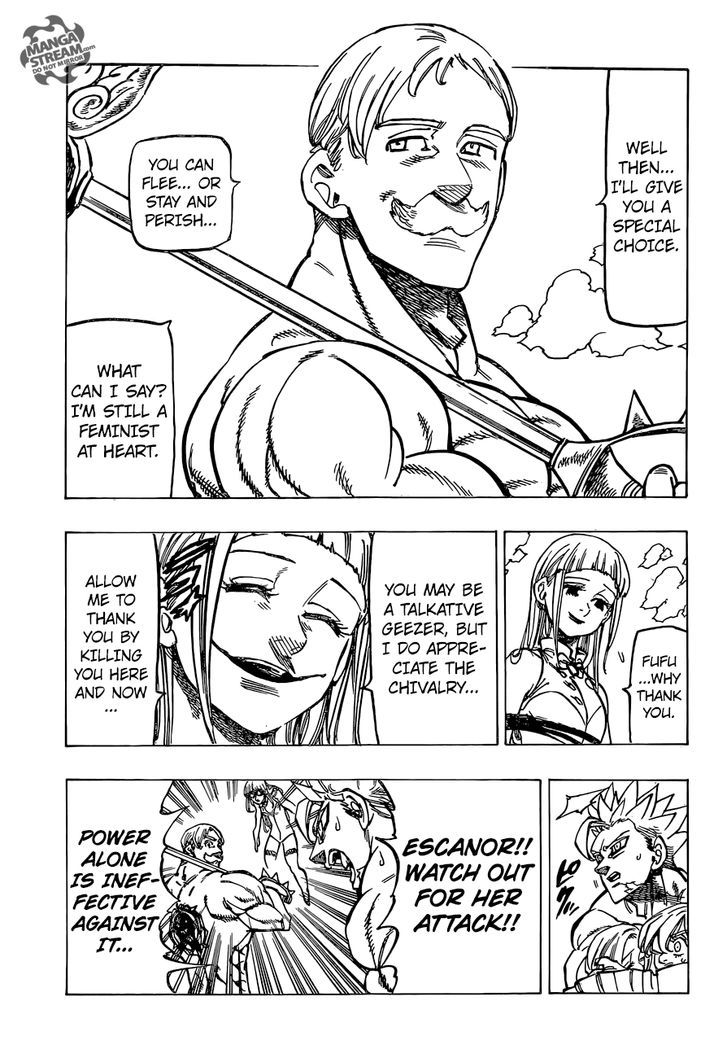 MANGA
STREAM.com
DO NOT MIRROR
WELL
THEN...
I'LL GIVE
YOU A
SPECIAL
CHOICE.
YOU CAN
FLEE... OR
STAY AND
PERISH...
WHAT
CAN I SAY?
I'M STILL A
FEMINIST
AT HEART.
FUFU
...WHY
THANK
YOU.
YOU MAY BE
A TALKATIVE
GEEZER, BUT
I DO APPRE-
CIATE THE
CHIVALRY...
ALLOW
ME TO
THANK
YOU BY
KILLING
YOU HERE
AND NOW
...
ESCANOR!!
WATCH OUT
FOR HER
ATTACK!!
POWER
ALONE
IS INEF-
FECTIVE
AGAINST
IT...